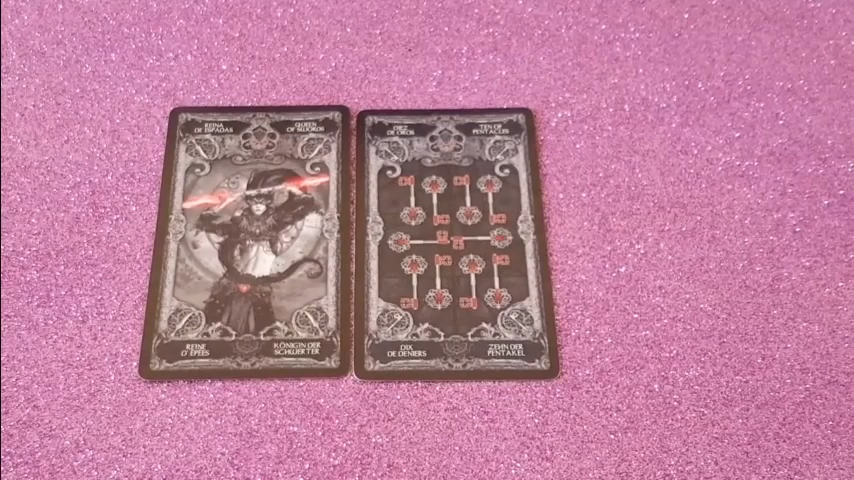 REINA
DE ESPADAS
QUEEN
OF SWORDS
REINE
D'EPEES
KÖNIGIN DER
SCHWERTER
DIEZ
DE OROS
TEN OF
PENTACLES
DIX
DE DENIERS
ZEHN DER
PENTAKEL